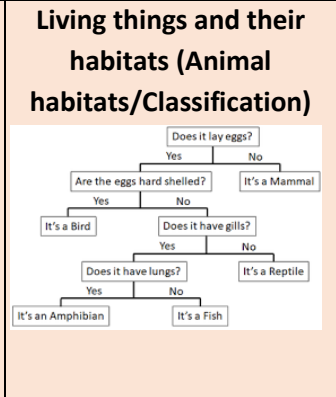 Living things and their
habitats (Animal
habitats/Classification)
Does it lay eggs?
Yes No
Are the eggs hard shelled? It's a Mammal
Yes No
It's a Bird Does it have gills?
Yes No
Does it have lungs? It's a Reptile
Yes No
It's an Amphibian It's a Fish